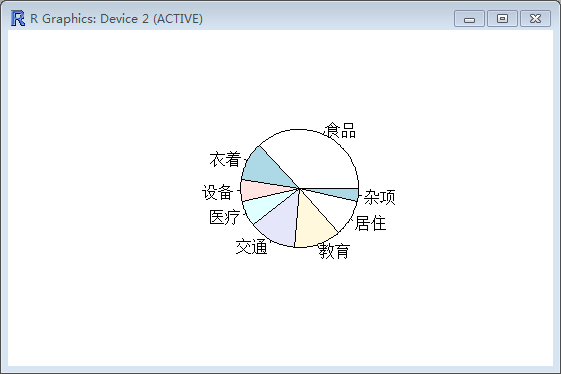 R Graphics: Device 2 (ACTIVE)
食品
衣着
设备
医疗
交通
教育
居住
杂项